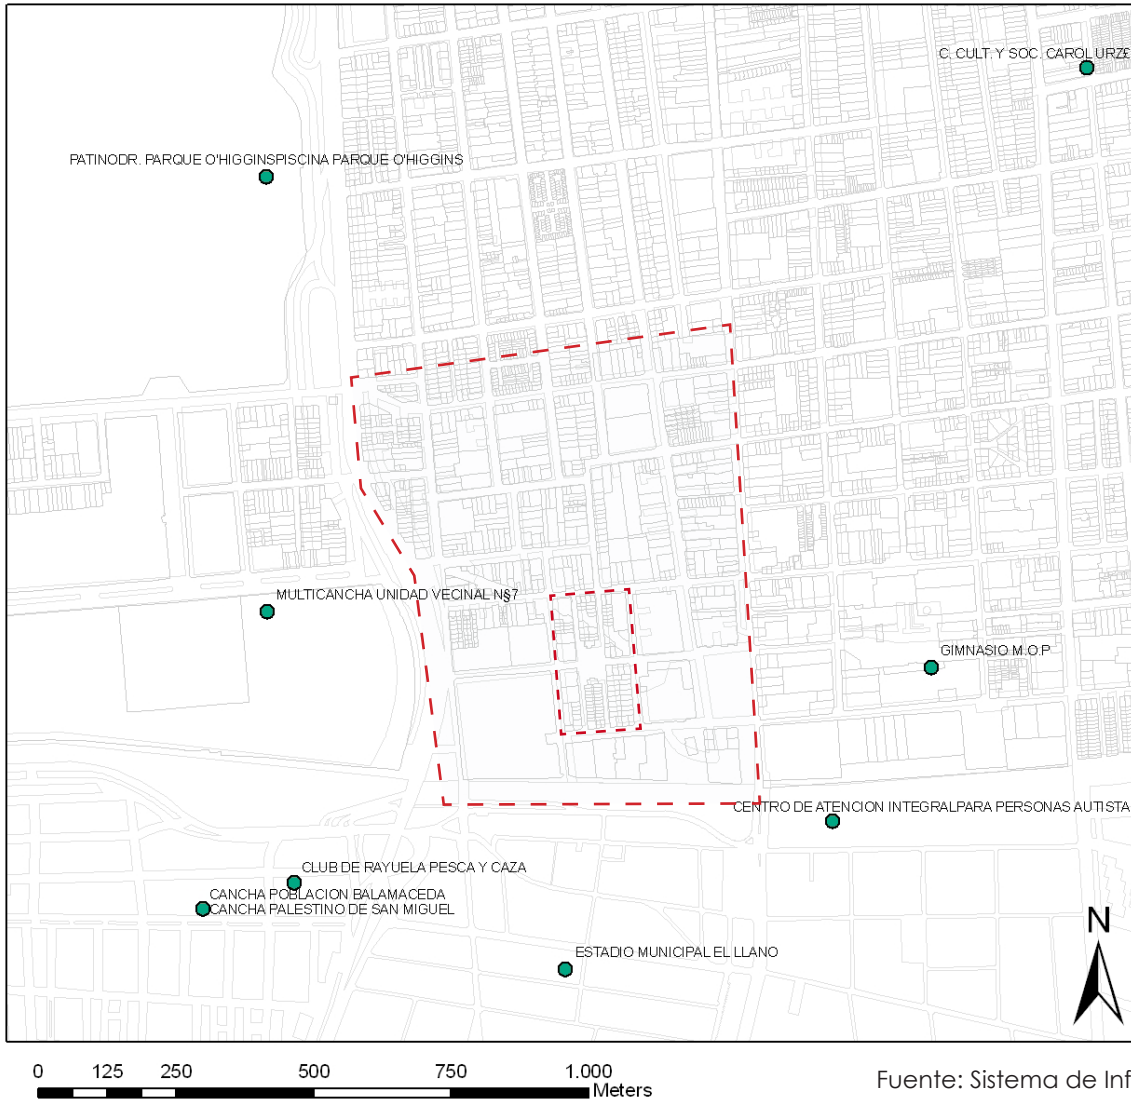 C. CULT. Y SOC. CAROL URZ£
PATINODR. PARQUE O'HIGGINSPISCINA PARQUE O'HIGGINS
MULTICANCHA UNIDAD VECINAL N§7
GIMNASIO M.O.P
CENTRO DE ATENCION INTEGRALPARA PERSONAS AUTISTA
CLUB DE RAYUELA PESCA Y CAZA
CANCHA POBLACION BALAMACEDA
CANCHA PALESTINO DE SAN MIGUEL
ESTADIO MUNICIPAL EL LLANO
N
0 125 250 500 750 1.000
Meters
Fuente: Sistema de Inf